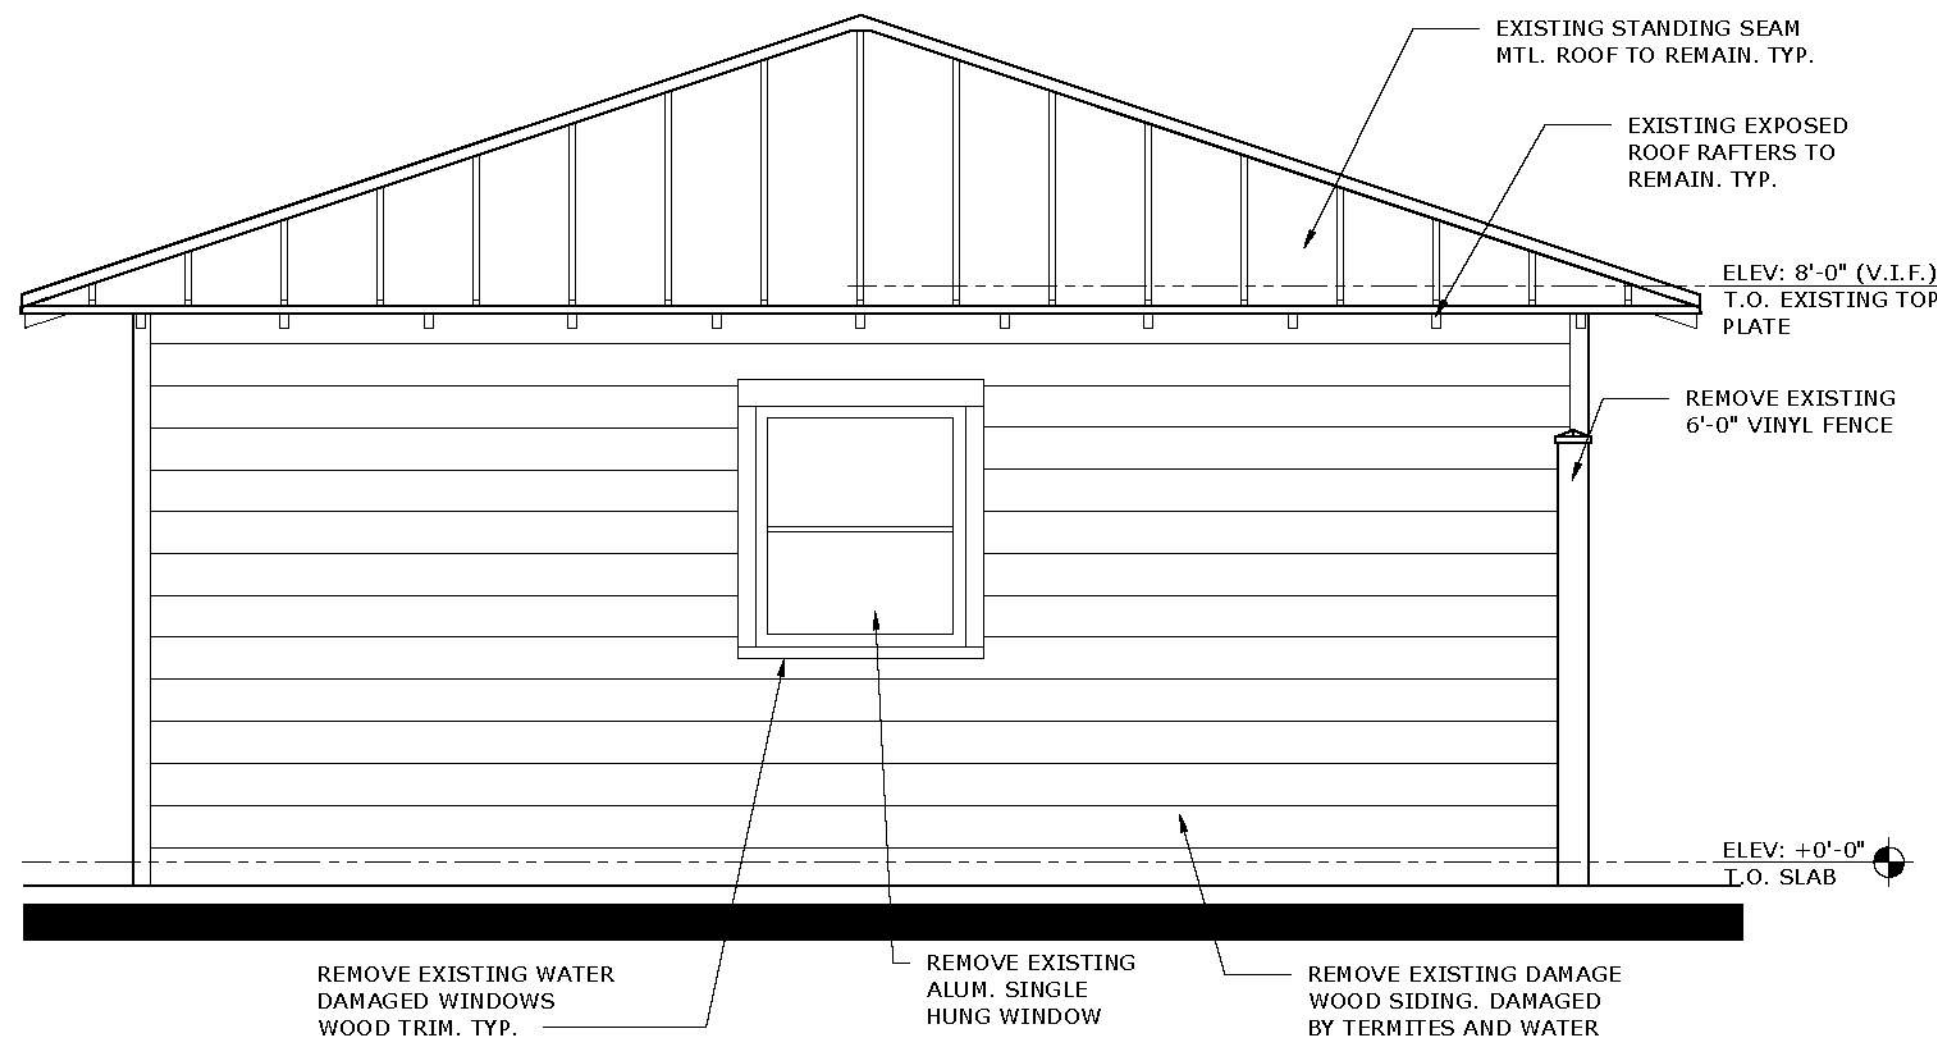 EXISTING STANDING SEAM
MTL. ROOF TO REMAIN. TYP.
EXISTING EXPOSED
ROOF RAFTERS TO
REMAIN. TYP.
ELEV: 8'-0" (V.I.F.)
T.O. EXISTING TOP
PLATE
REMOVE EXISTING
6'-0" VINYL FENCE
ELEV: +0'-0"
T.O. SLAB
REMOVE EXISTING WATER
DAMAGED WINDOWS
WOOD TRIM. TYP.
REMOVE EXISTING
ALUM. SINGLE
HUNG WINDOW
REMOVE EXISTING DAMAGE
WOOD SIDING. DAMAGED
BY TERMITES AND WATER